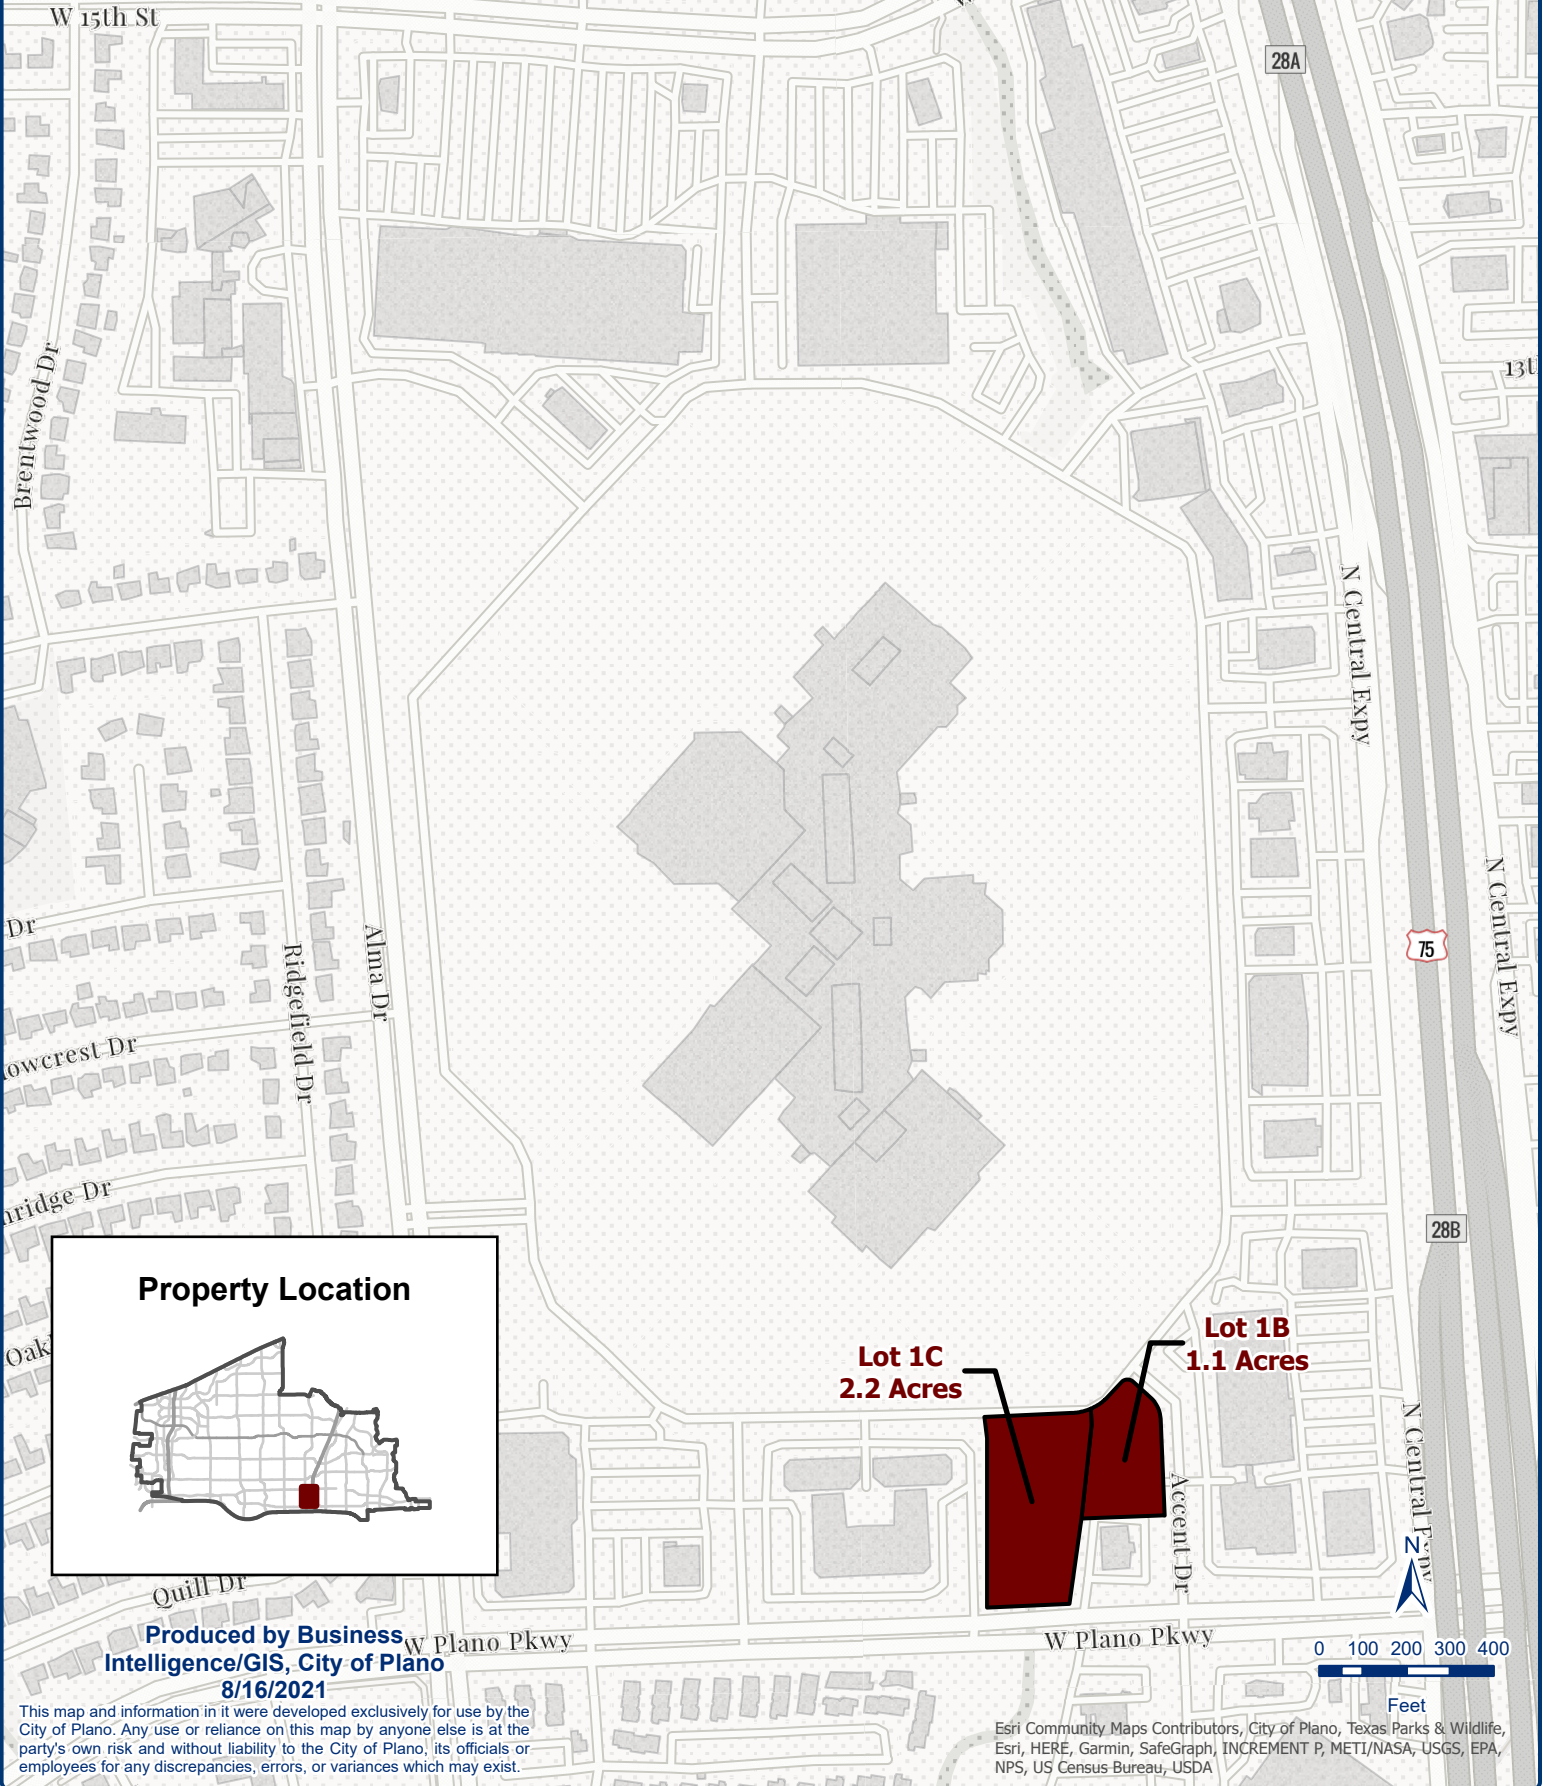 W 15th St
28A
13t
Brentwood Dr
N Central Expy
N Central Expy
75
Dr
Alma Dr
Ridgefield Dr
owcrest Dr
nridge Dr
28B
Property Location
Oak
Lot 1B
1.1 Acres
Lot 1C
2.2 Acres
N Central Expy
Accent Dr
N
Quill Dr
W Plano Pkwy
W Plano Pkwy
Produced by Business
Intelligence/GIS, City of Plano
8/16/2021
0 100 200 300 400
Feet
This map and information in it were developed exclusively for use by the
City of Plano. Any use or reliance on this map by anyone else is at the
party's own risk and without liability to the City of Plano, its officials or
employees for any discrepancies, errors, or variances which may exist.
Esri Community Maps Contributors, City of Plano, Texas Parks & Wildlife,
Esri, HERE, Garmin, SafeGraph, INCREMENT P, METI/NASA, USGS, EPA,
NPS, US Census Bureau, USDA